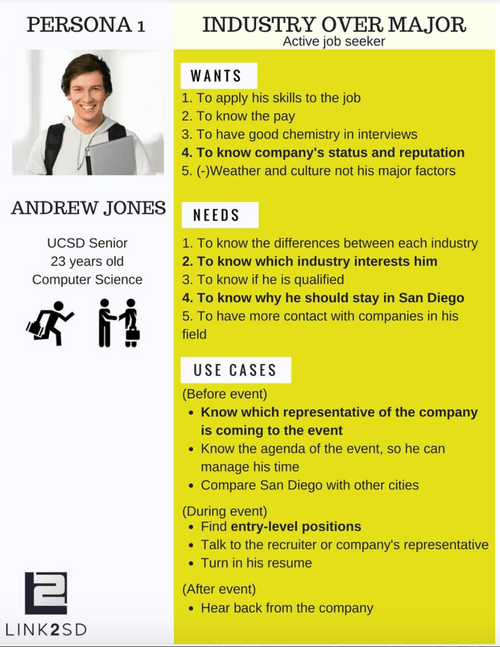 PERSONA 1
INDUSTRY OVER MAJOR
Active job seeker
WANTS
1. To apply his skills to the job
2. To know the pay
3. To have good chemistry in interviews
4. To know company's status and reputation
5. (-)Weather and culture not his major factors
ANDREW JONES
UCSD Senior
23 years old
Computer Science
NEEDS
1. To know the differences between each industry
2. To know which industry interests him
3. To know if he is qualified
4. To know why he should stay in San Diego
5. To have more contact with companies in his
field
USE CASES
(Before event)
• Know which representative of the company
is coming to the event
• Know the agenda of the event, so he can
manage his time
• Compare San Diego with other cities
(During event)
• Find entry-level positions
• Talk to the recruiter or company's representative
• Turn in his resume
(After event)
• Hear back from the company
LINK2SD